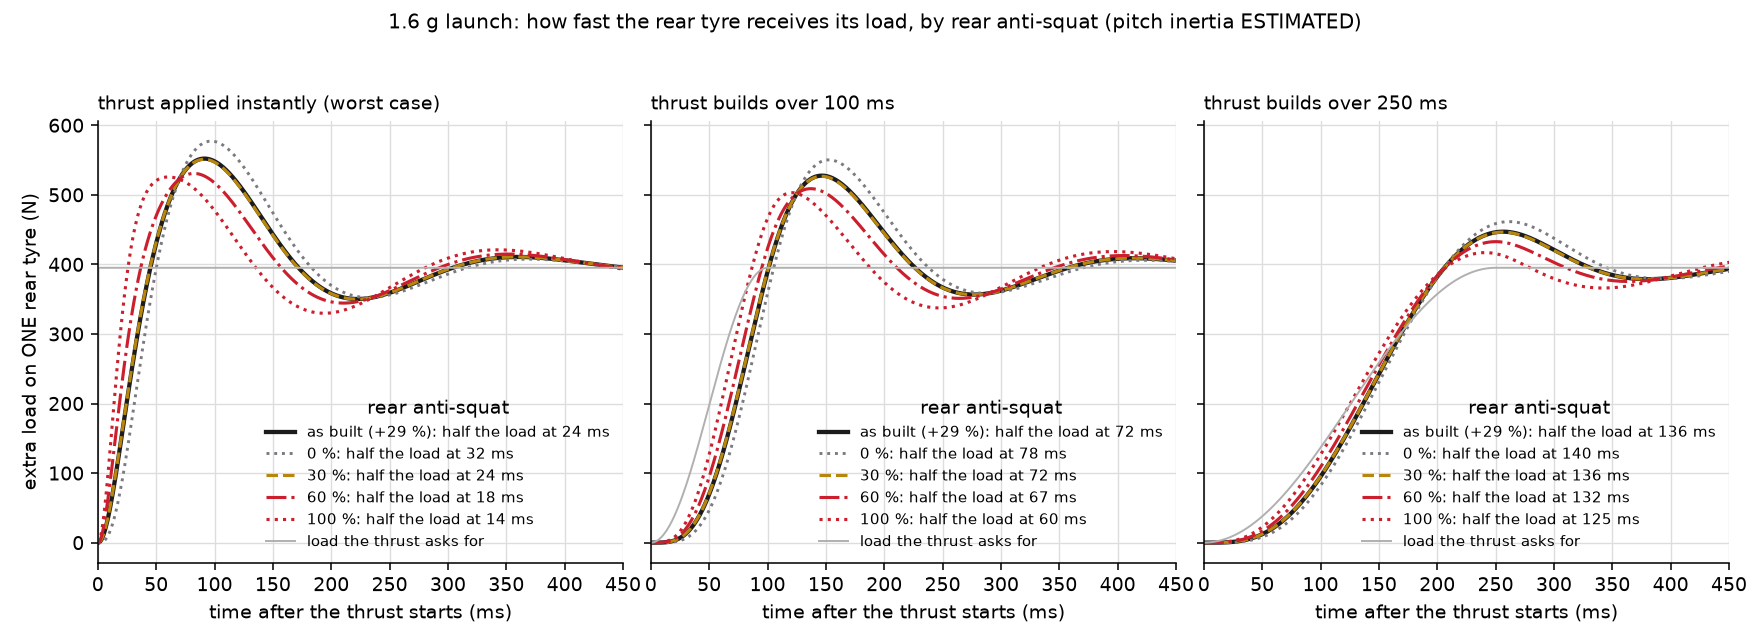 1.6 g launch: how fast the rear tyre receives its load, by rear anti-squat (pitch inertia ESTIMATED)
thrust applied instantly (worst case)
extra load on ONE rear tyre (N)
600
500
400
300
200
100
0
rear anti-squat
as built (+29 %): half the load at 24 ms
0 %: half the load at 32 ms
30 %: half the load at 24 ms
60 %: half the load at 18 ms
100 %: half the load at 14 ms
load the thrust asks for
0 50 100 150 200 250 300 350 400 450
time after the thrust starts (ms)
thrust builds over 100 ms
rear anti-squat
as built (+29 %): half the load at 72 ms
0 %: half the load at 78 ms
30 %: half the load at 72 ms
60 %: half the load at 67 ms
100 %: half the load at 60 ms
load the thrust asks for
0 50 100 150 200 250 300 350 400 450
time after the thrust starts (ms)
thrust builds over 250 ms
rear anti-squat
as built (+29 %): half the load at 136 ms
0 %: half the load at 140 ms
30 %: half the load at 136 ms
60 %: half the load at 132 ms
100 %: half the load at 125 ms
load the thrust asks for
0 50 100 150 200 250 300 350 400 450
time after the thrust starts (ms)